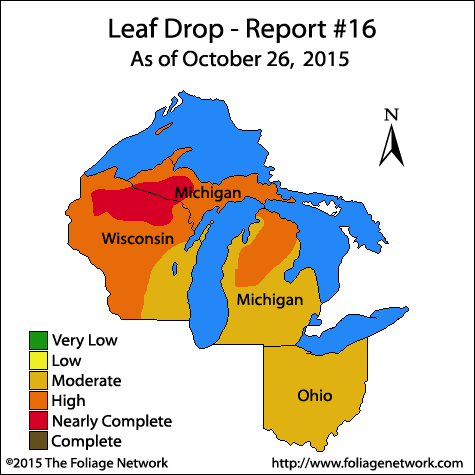 Leaf Drop - Report #16
As of October 26, 2015
N
Michigan
Wisconsin
Michigan
Ohio
Very Low
Low
Moderate
High
Nearly Complete
Complete
©2015 The Foliage Network
http://www.foliagenetwork.com